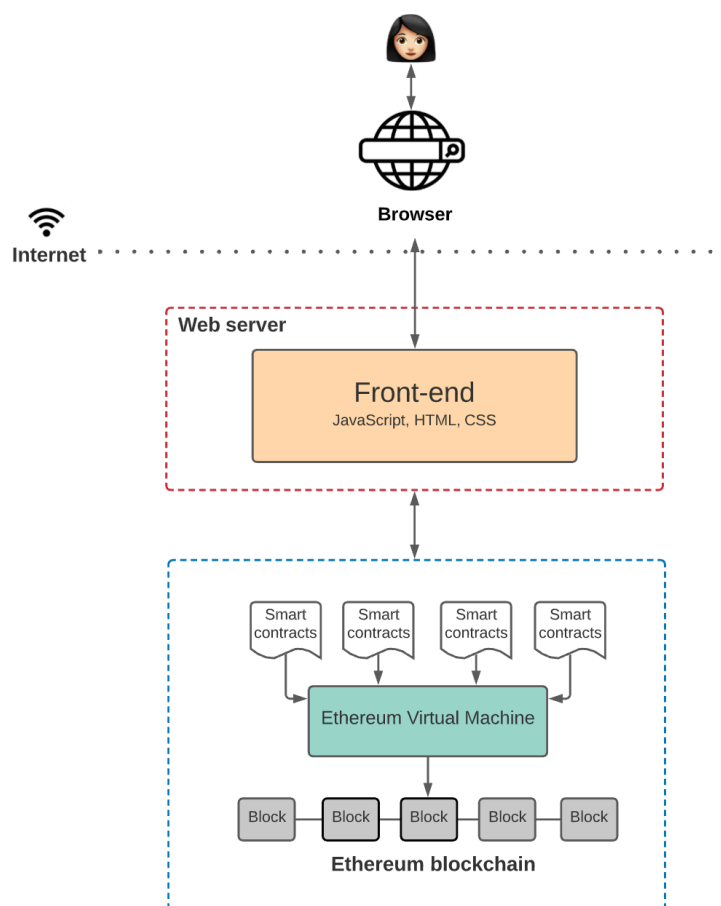 Browser
Internet
Web server
Front-end
JavaScript, HTML, CSS
Smart
contracts
Smart
contracts
Smart
contracts
Smart
contracts
Ethereum Virtual Machine
Block
Block
Block
Block
Block
Ethereum blockchain